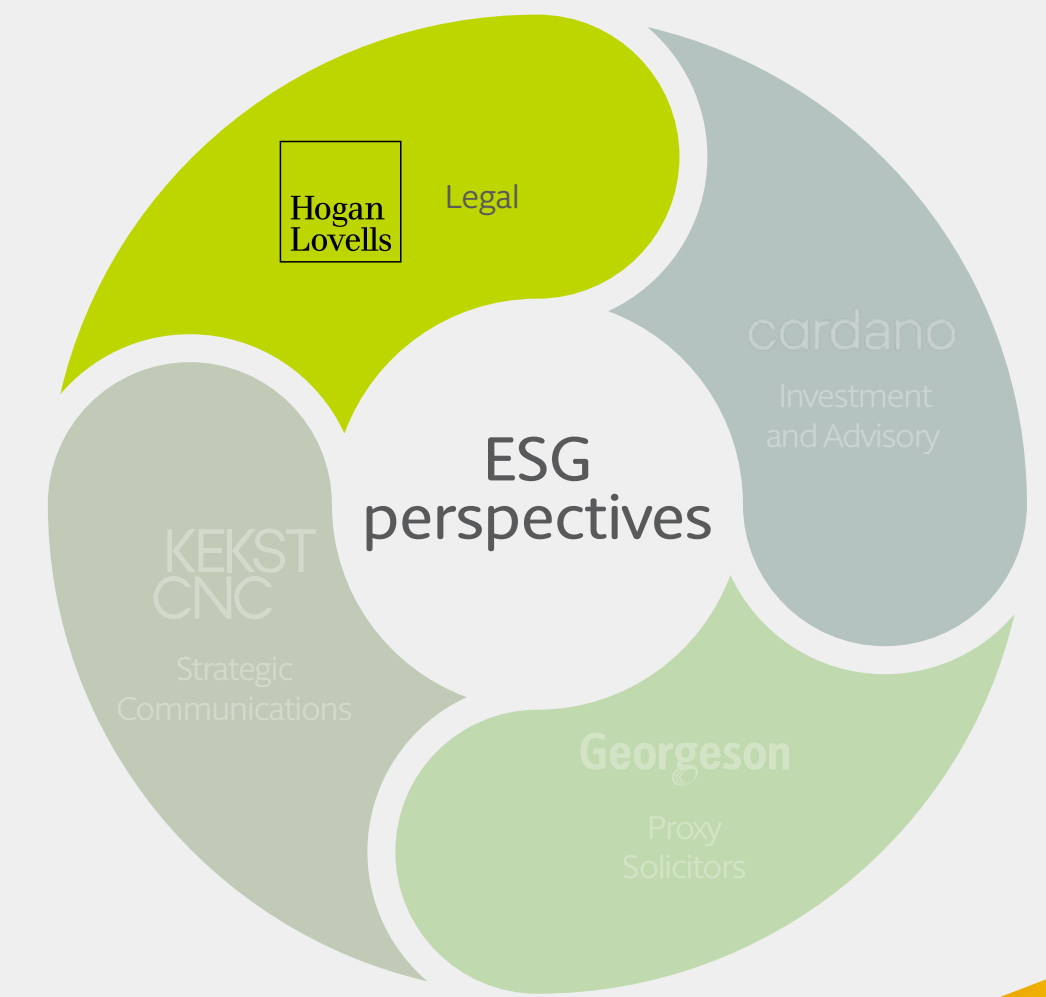 Hogan
Lovells
Legal
cardano
Investment
and Advisory
ESG
perspectives
KEKST
CNC
Strategic
Communications
Georgeson
Proxy
Solicitors